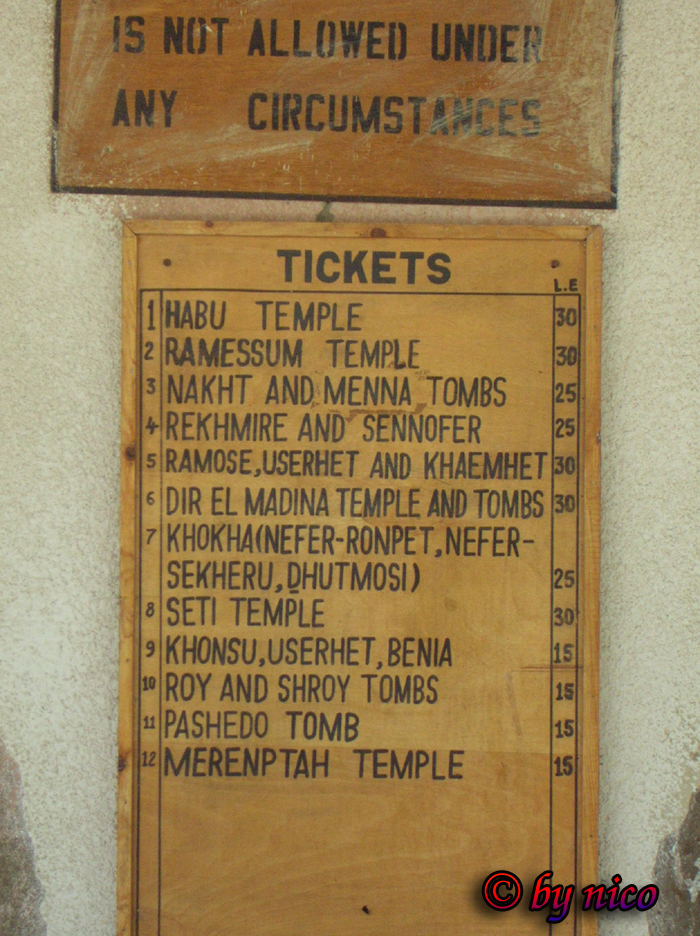 IS NOT ALLOWED UNDER
ANY CIRCUMSTANCES
TICKETS
L.E
1 HABU TEMPLE 30
2 RAMESSUM TEMPLE 30
3 NAKHT AND MENNA TOMBS 25
4 REKHMIRE AND SENNOFER 25
5 RAMOSE,USERHET AND KHAEMHET 30
6 DIR EL MADINA TEMPLE AND TOMBS 30
7 KHOKHA(NEFER-RONPET,NEFER-
SEKHERU,DHUTMOSI) 25
8 SETI TEMPLE 30
9 KHONSU,USERHET,BENIA 15
10 ROY AND SHROY TOMBS 15
11 PASHEDO TOMB 15
12 MERENPTAH TEMPLE 15
© by nico